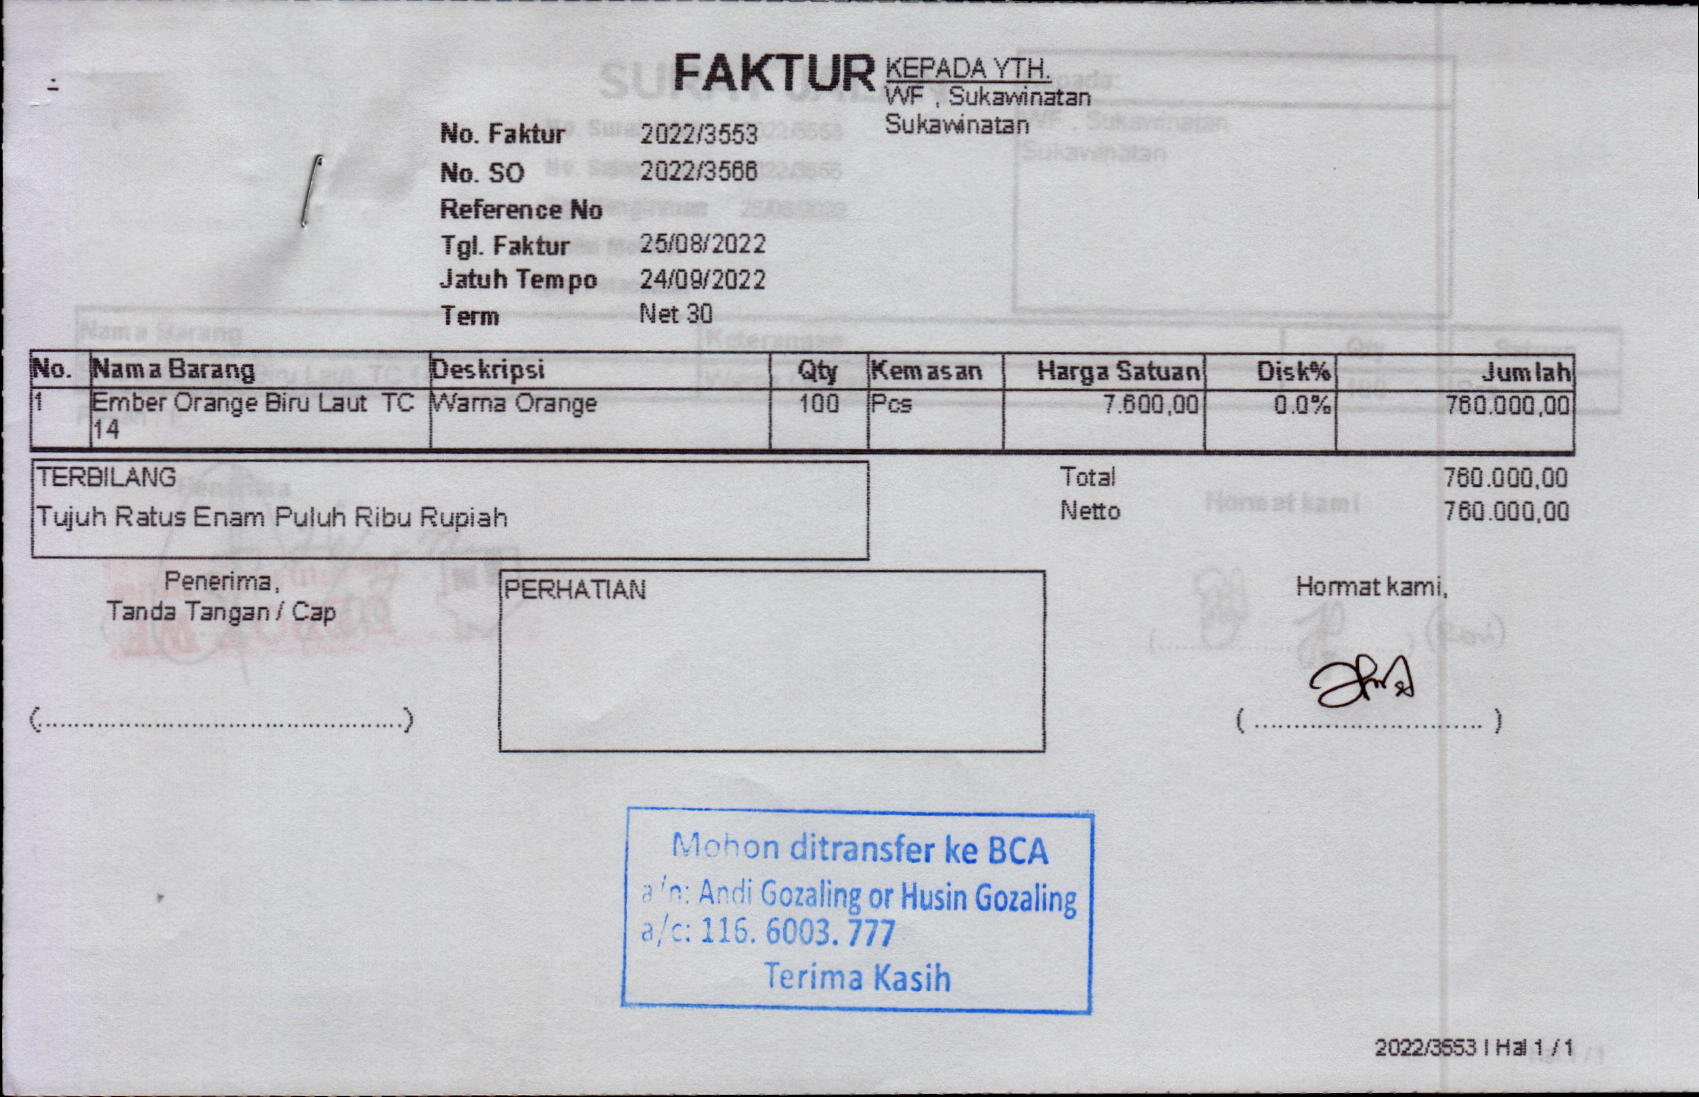 FAKTUR
KEPADA YTH.
WF , Sukawinatan
Sukawinatan
No. Faktur 2022/3553
No. SO 2022/3566
Reference No
Tgl. Faktur 25/08/2022
Jatuh Tempo 24/09/2022
Term Net 30
No. Nama Barang Deskripsi Qty Kemasan Harga Satuan Disk% Jumlah
1 Ember Orange Biru Laut TC Warna Orange 100 Pcs 7.600,00 0.0% 760.000,00
14
TERBILANG Total 760.000,00
Tujuh Ratus Enam Puluh Ribu Rupiah Netto 760.000,00
Penerima,
Tanda Tangan / Cap
PERHATIAN
Hormat kami,
(................................................)
( ............................ )
Mohon ditransfer ke BCA
a/n: Andi Gozaling or Husin Gozaling
a/c: 116. 6003. 777
Terima Kasih
2022/3553 | Hal 1 / 1